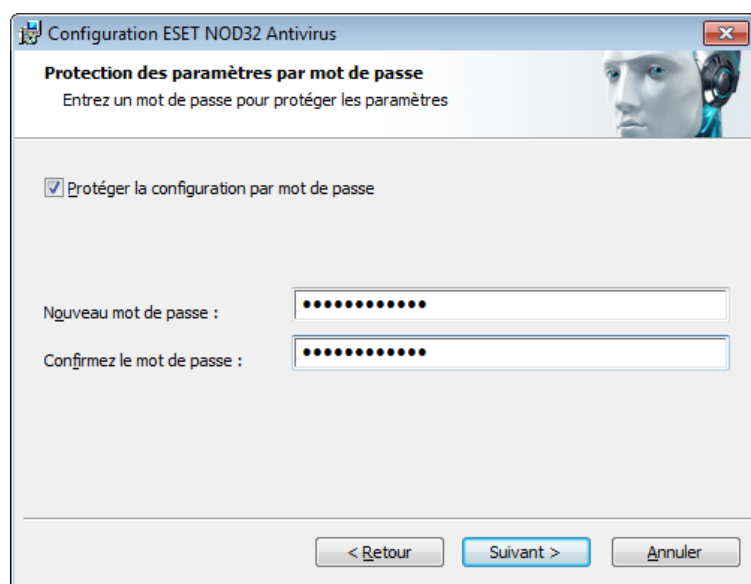 Configuration ESET NOD32 Antivirus
Protection des paramètres par mot de passe
Entrez un mot de passe pour protéger les paramètres
Protéger la configuration par mot de passe
Nouveau mot de passe : ••••••••••••
Confirmez le mot de passe : ••••••••••••
< Retour Suivant > Annuler